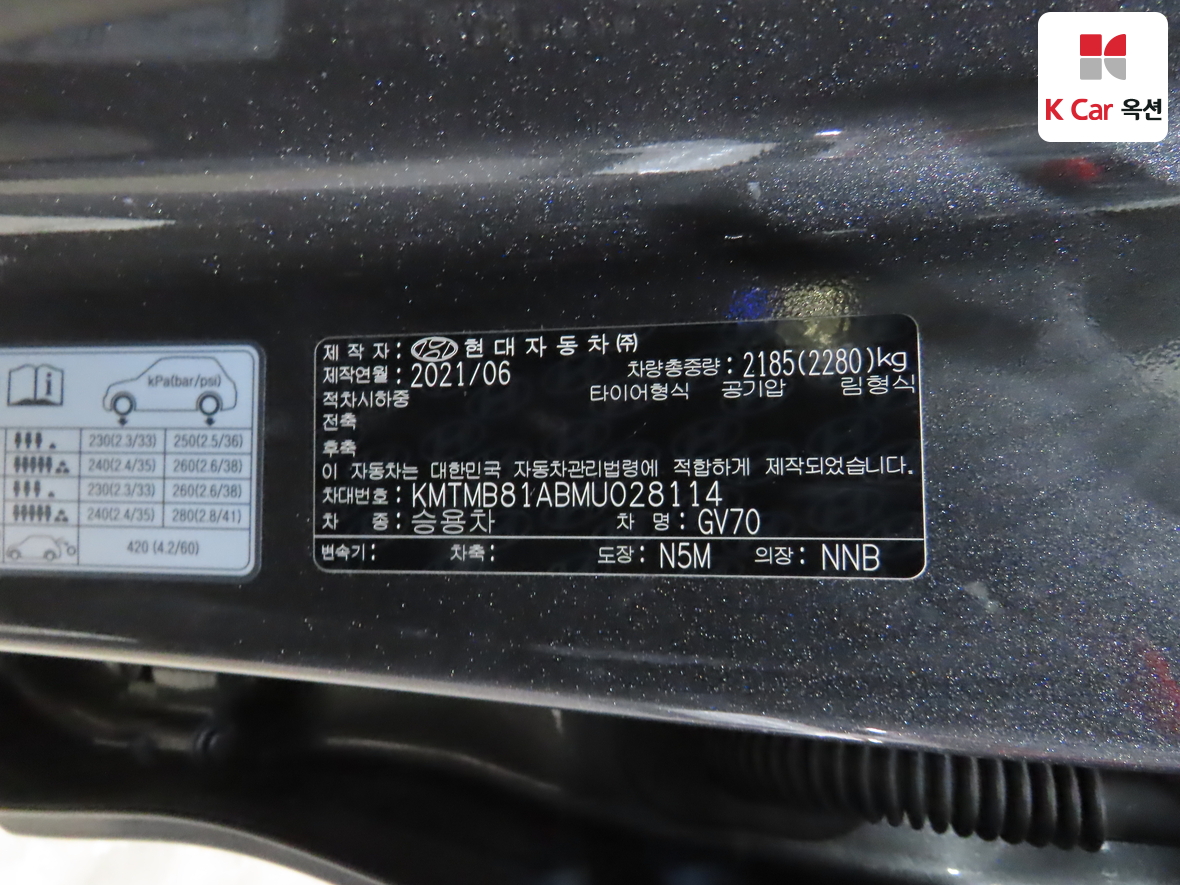 K Car 옥션
kPa(bar/psi)
230(2.3/33) 250(2.5/36)
240(2.4/35) 260(2.6/38)
230(2.3/33) 260(2.6/38)
240(2.4/35) 280(2.8/41)
420 (4.2/60)
제 작 자 : 현 대 자 동 차 ㈜
제작연월 : 2021/06 차량총중량 : 2185(2280)kg
적차시하중 타이어형식 공기압 림형식
전축
후축
이 자동차는 대한민국 자동차관리법령에 적합하게 제작되었습니다.
차대번호 : KMTMB81ABMU028114
차 종 : 승용차 차 명 : GV70
변속기 : 차축 : 도장 : N5M 의장 : NNB